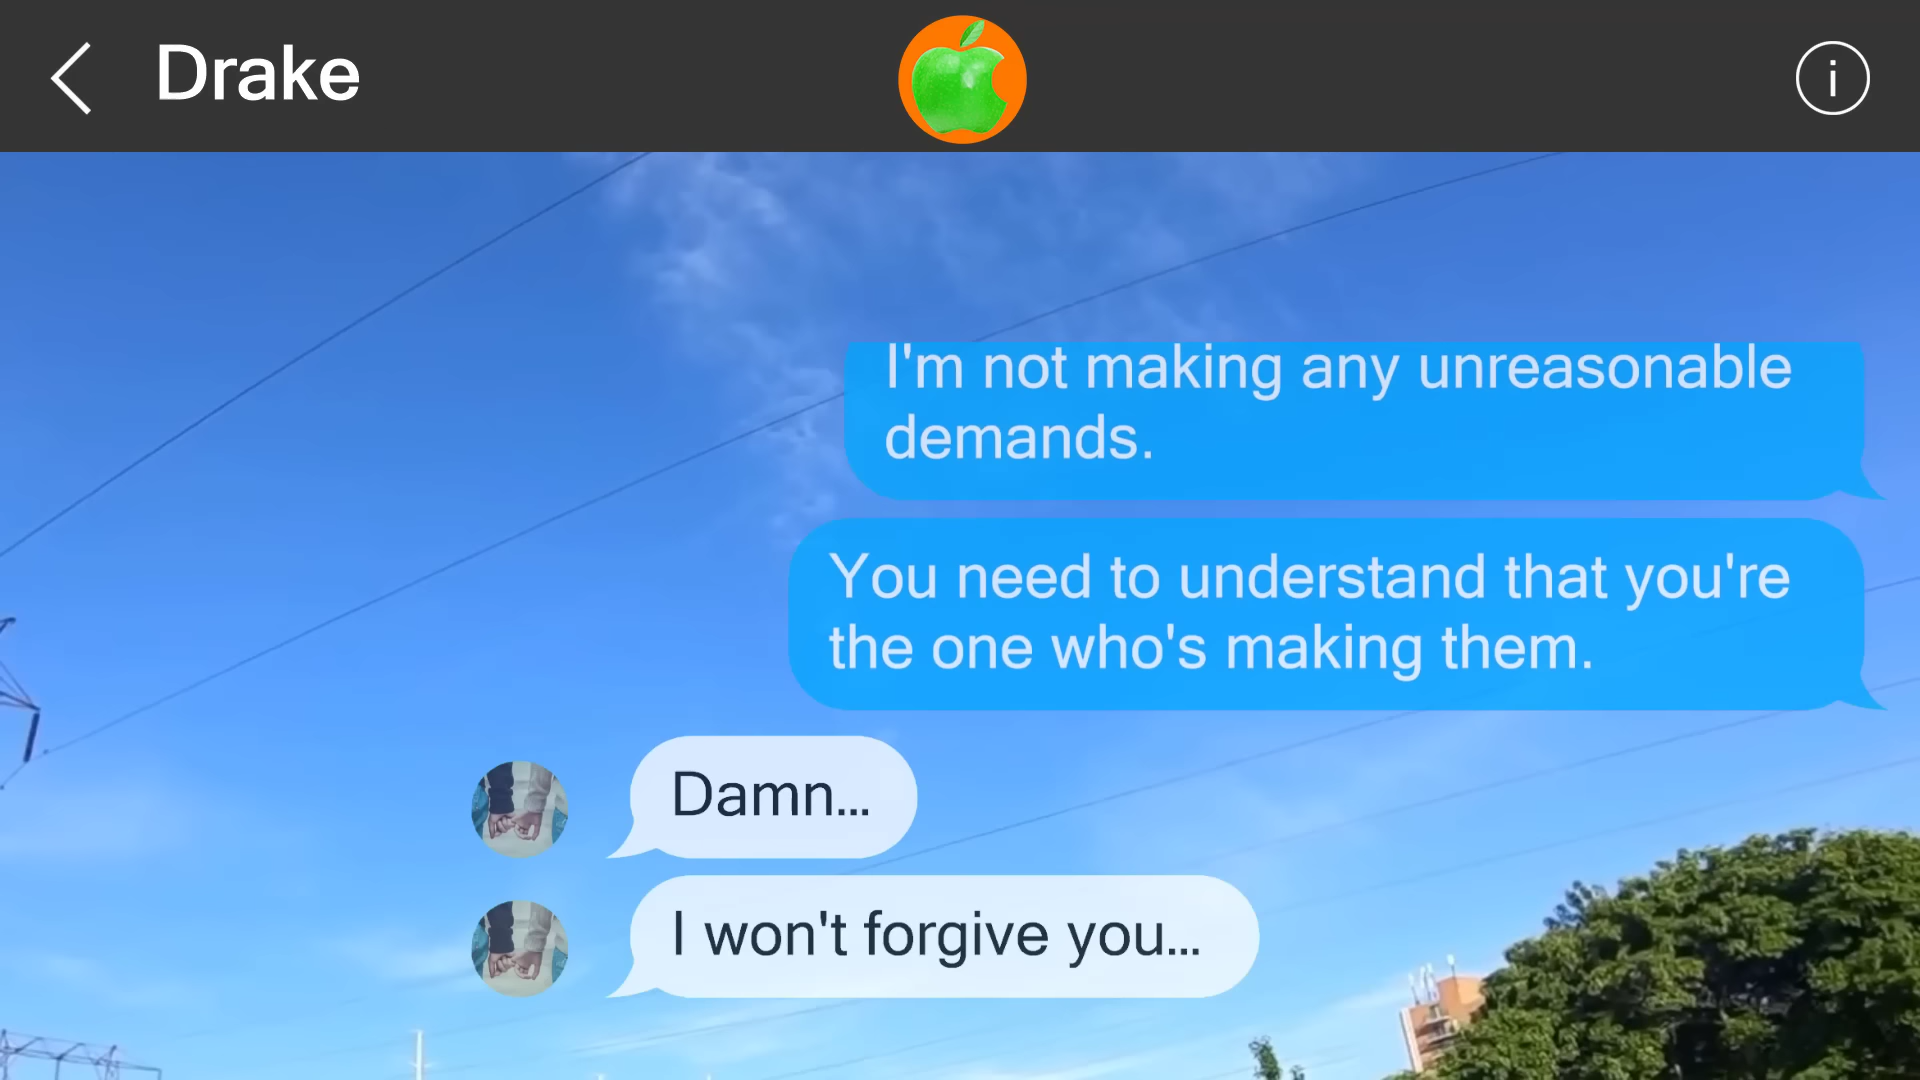 Drake
i
I'm not making any unreasonable
demands.
You need to understand that you're
the one who's making them.
Damn...
I won't forgive you...